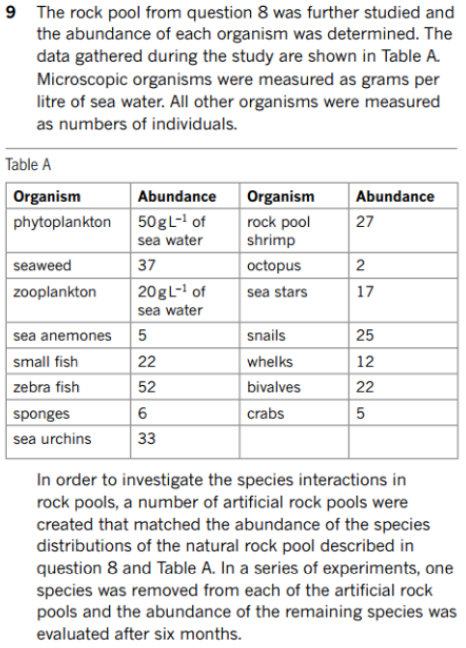 9 The rock pool from question 8 was further studied and
the abundance of each organism was determined. The
data gathered during the study are shown in Table A.
Microscopic organisms were measured as grams per
litre of sea water. All other organisms were measured
as numbers of individuals.
Table A
Organism Abundance Organism Abundance
phytoplankton 50 g L⁻¹ of sea water rock pool shrimp 27
seaweed 37 octopus 2
zooplankton 20 g L⁻¹ of sea water sea stars 17
sea anemones 5 snails 25
small fish 22 whelks 12
zebra fish 52 bivalves 22
sponges 6 crabs 5
sea urchins 33
In order to investigate the species interactions in
rock pools, a number of artificial rock pools were
created that matched the abundance of the species
distributions of the natural rock pool described in
question 8 and Table A. In a series of experiments, one
species was removed from each of the artificial rock
pools and the abundance of the remaining species was
evaluated after six months.